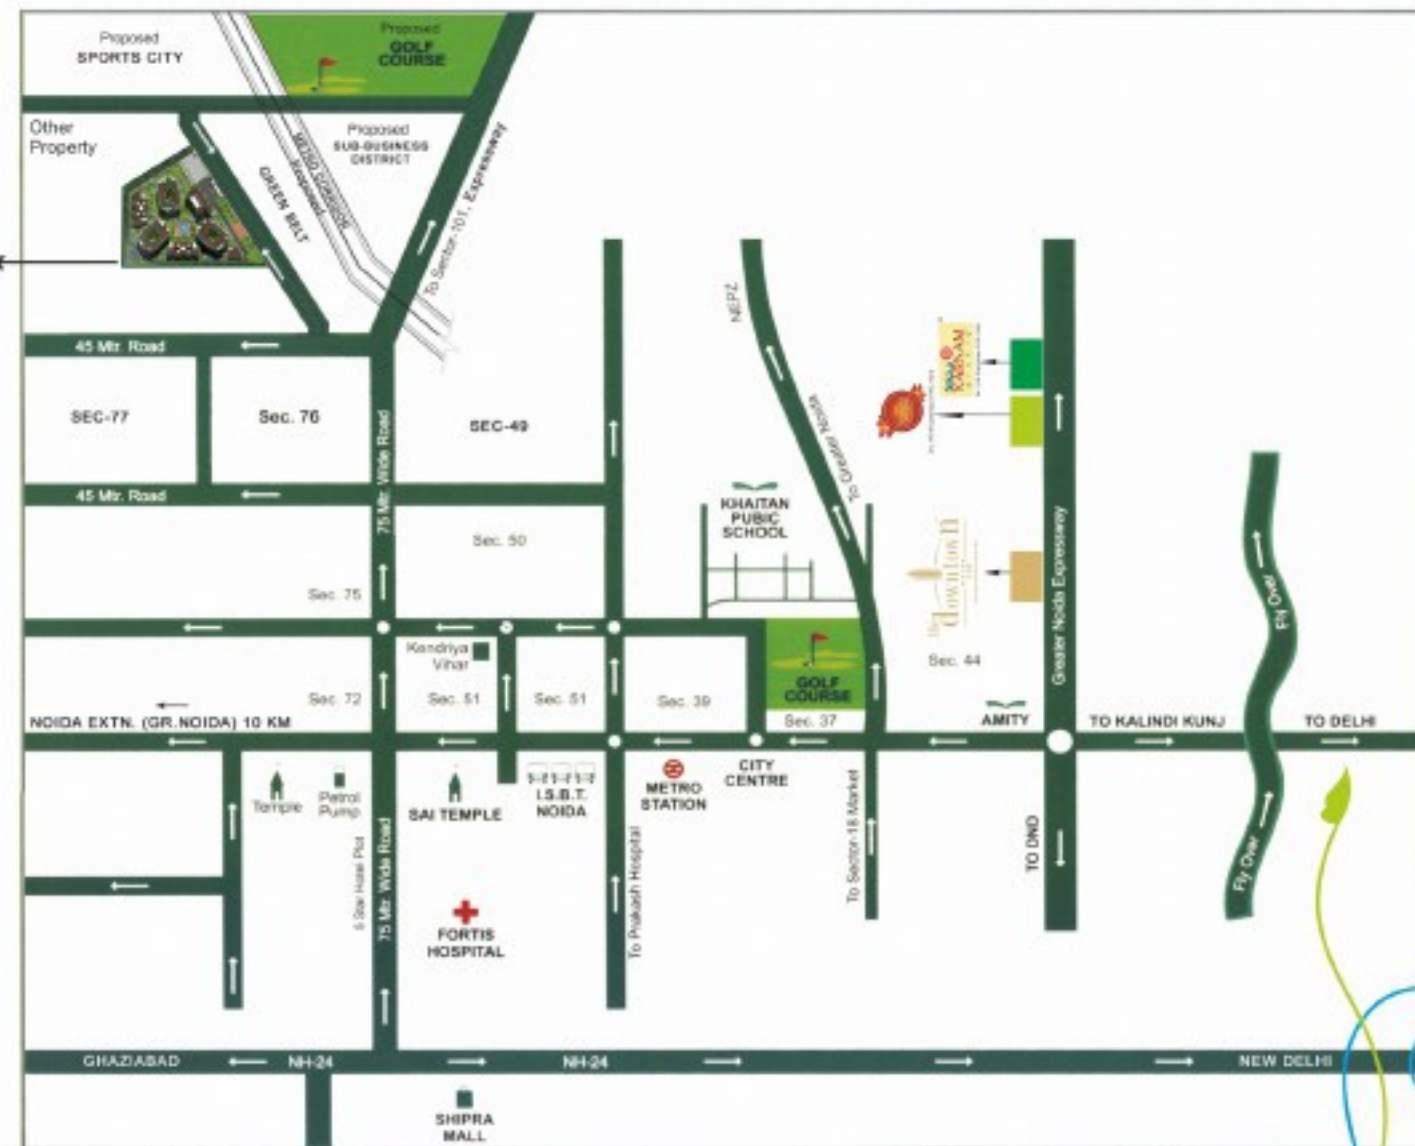 Proposed
SPORTS CITY
Proposed
GOLF
COURSE
Other
Property
Proposed
SUB-BUSINESS
DISTRICT
METRO CORRIDOR
Proposed
GREEN BELT
To Sector-101, Expressway
45 Mtr. Road
SEC-77
Sec. 76
75 Mtr. Wide Road
SEC-49
45 Mtr. Road
NEPZ
To Greater Noida
KHAITAN
PUBIC
SCHOOL
Sec. 50
Sec. 75
the
downtown
Greater Noida Expressway
Fly Over
Kendriya
Vihar
Sec. 72
Sec. 51
Sec. 51
Sec. 39
GOLF
COURSE
Sec. 37
Sec. 44
AMITY
NOIDA EXTN. (GR.NOIDA) 10 KM
TO KALINDI KUNJ
TO DELHI
Temple
Petrol
Pump
SAI TEMPLE
I.S.B.T.
NOIDA
METRO
STATION
CITY
CENTRE
5 Star Hotel Plot
75 Mtr. Wide Road
To Prakash Hospital
To Sector-18 Market
TO DND
Fly Over
FORTIS
HOSPITAL
GHAZIABAD
NH-24
NH-24
NEW DELHI
SHIPRA
MALL